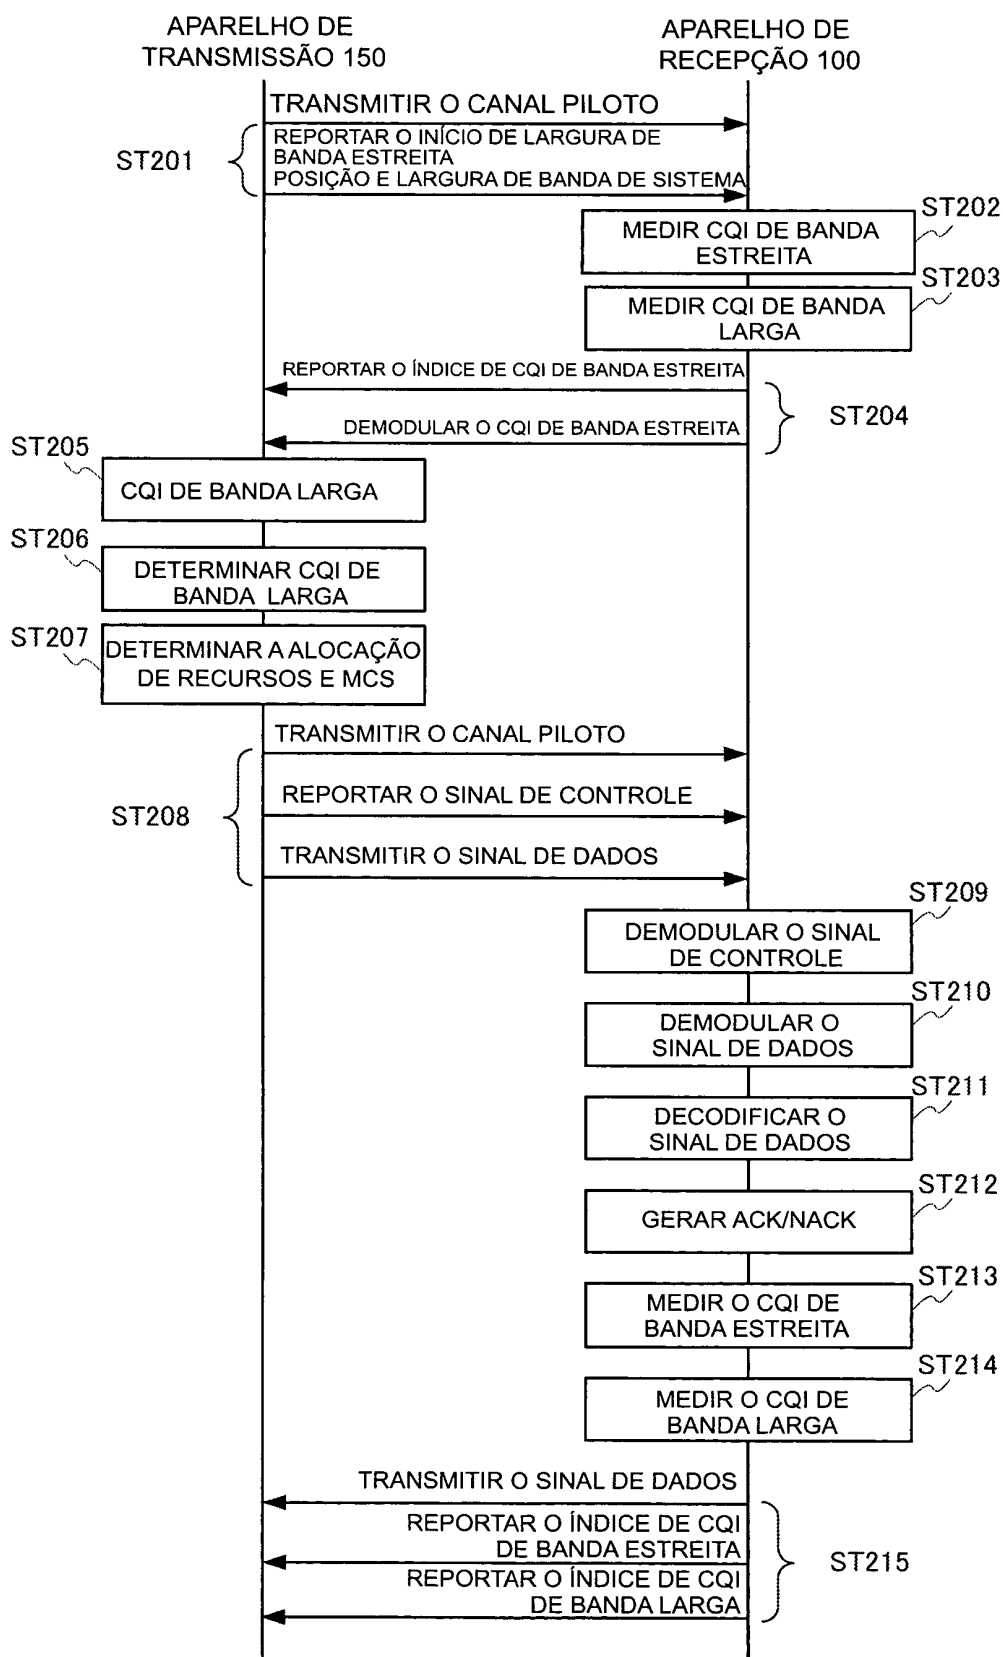 APARELHO DE
TRANSMISSÃO 150
APARELHO DE
RECEPÇÃO 100
TRANSMITIR O CANAL PILOTO
ST201
REPORTAR O INÍCIO DE LARGURA DE
BANDA ESTREITA
POSIÇÃO E LARGURA DE BANDA DE SISTEMA
ST202
MEDIR CQI DE BANDA
ESTREITA
ST203
MEDIR CQI DE BANDA
LARGA
REPORTAR O ÍNDICE DE CQI DE BANDA ESTREITA
ST204
DEMODULAR O CQI DE BANDA ESTREITA
ST205
CQI DE BANDA LARGA
ST206
DETERMINAR CQI DE
BANDA LARGA
ST207
DETERMINAR A ALOCAÇÃO
DE RECURSOS E MCS
TRANSMITIR O CANAL PILOTO
REPORTAR O SINAL DE CONTROLE
ST208
TRANSMITIR O SINAL DE DADOS
ST209
DEMODULAR O SINAL
DE CONTROLE
ST210
DEMODULAR O
SINAL DE DADOS
ST211
DECODIFICAR O
SINAL DE DADOS
ST212
GERAR ACK/NACK
ST213
MEDIR O CQI DE
BANDA ESTREITA
ST214
MEDIR O CQI DE
BANDA LARGA
TRANSMITIR O SINAL DE DADOS
REPORTAR O ÍNDICE DE CQI
DE BANDA ESTREITA
ST215
REPORTAR O ÍNDICE DE CQI
DE BANDA LARGA